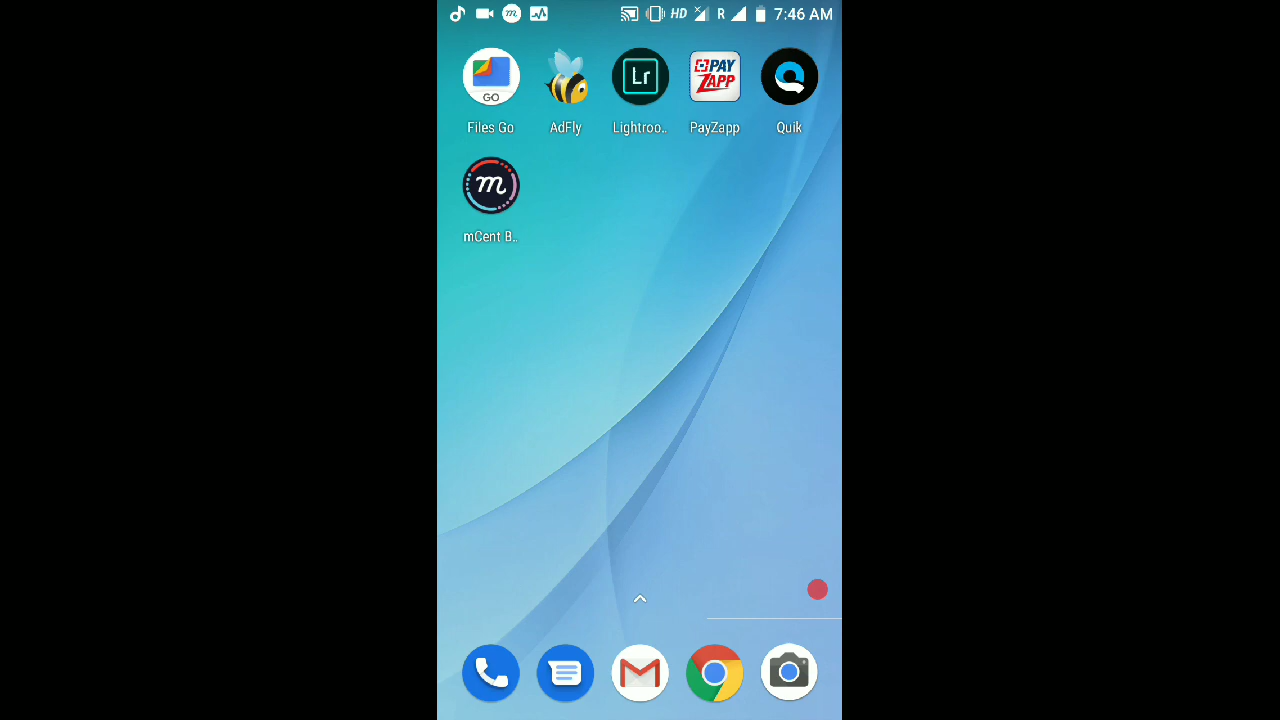 m HD R 7:46 AM
GO Lr PAY ZAPP
Files Go AdFly Lightroo.. PayZapp Quik
m
mCent B..